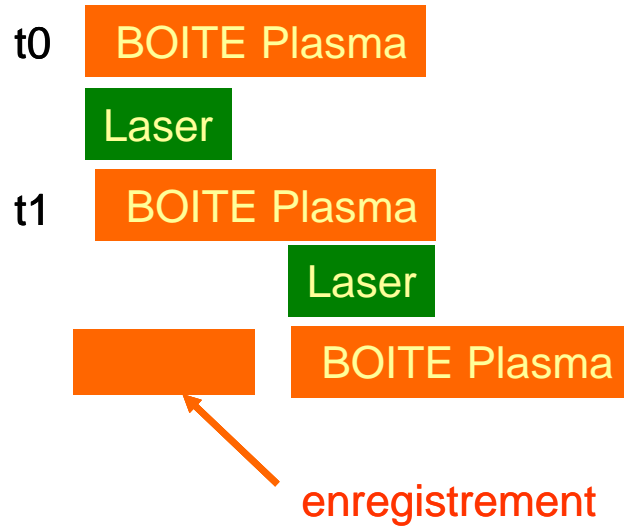 t0 BOITE Plasma
Laser
t1 BOITE Plasma
Laser
BOITE Plasma
enregistrement